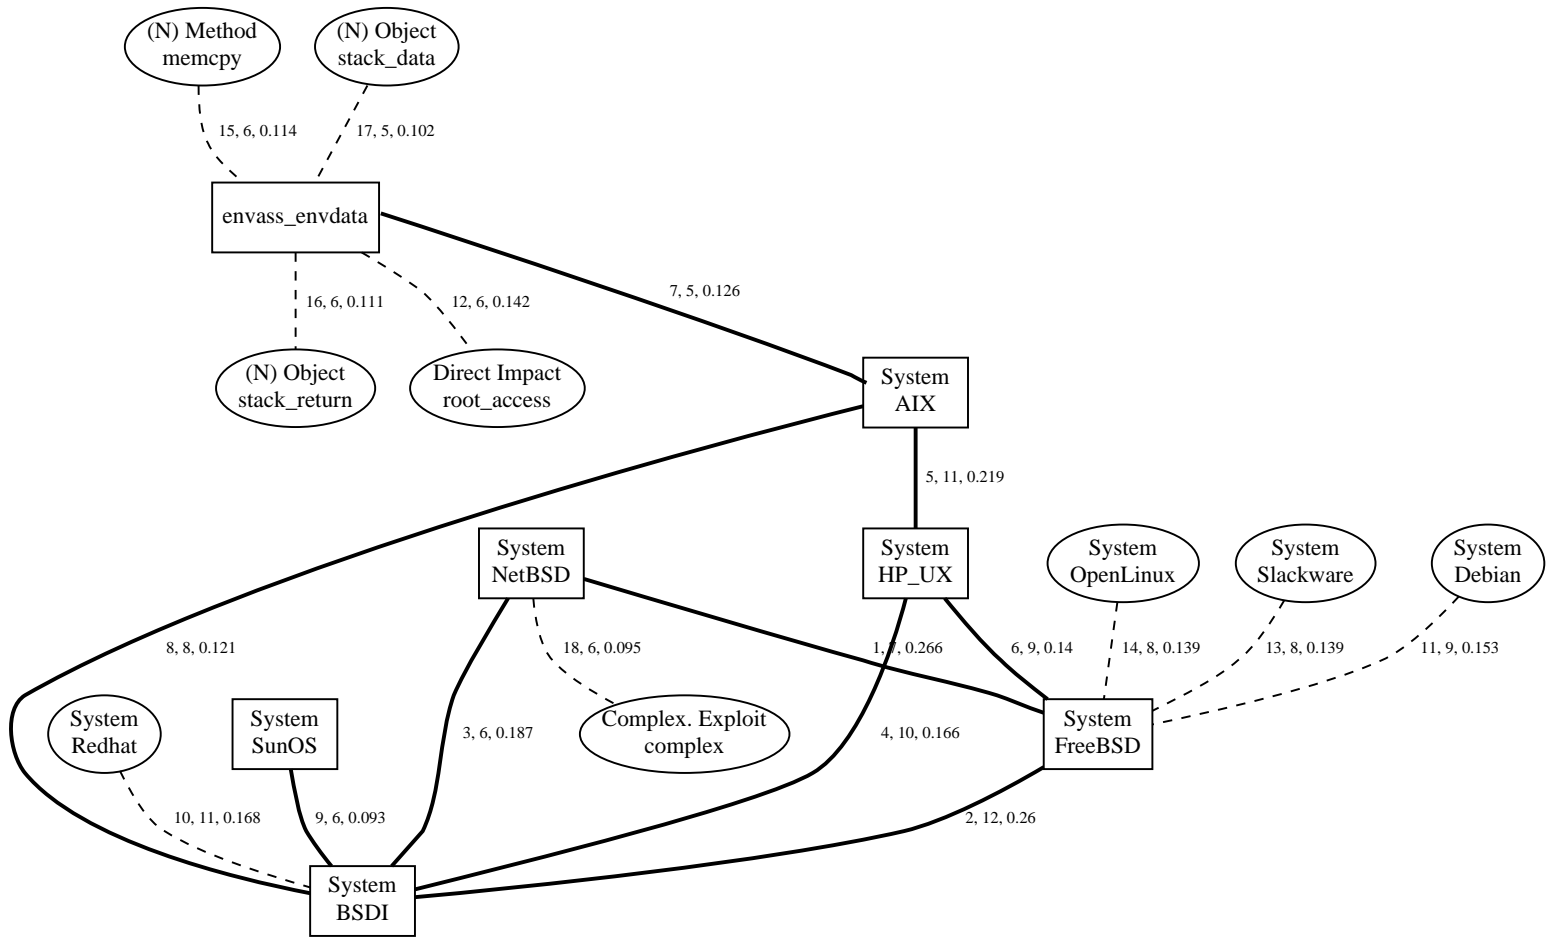 (N) Method
memcpy
(N) Object
stack_data
15, 6, 0.114
17, 5, 0.102
envass_envdata
16, 6, 0.111
12, 6, 0.142
7, 5, 0.126
(N) Object
stack_return
Direct Impact
root_access
System
AIX
5, 11, 0.219
System
NetBSD
System
HP_UX
System
OpenLinux
System
Slackware
System
Debian
8, 8, 0.121
18, 6, 0.095
1, 7, 0.266
6, 9, 0.14
14, 8, 0.139
13, 8, 0.139
11, 9, 0.153
System
Redhat
System
SunOS
3, 6, 0.187
Complex. Exploit
complex
4, 10, 0.166
System
FreeBSD
10, 11, 0.168
9, 6, 0.093
2, 12, 0.26
System
BSDI